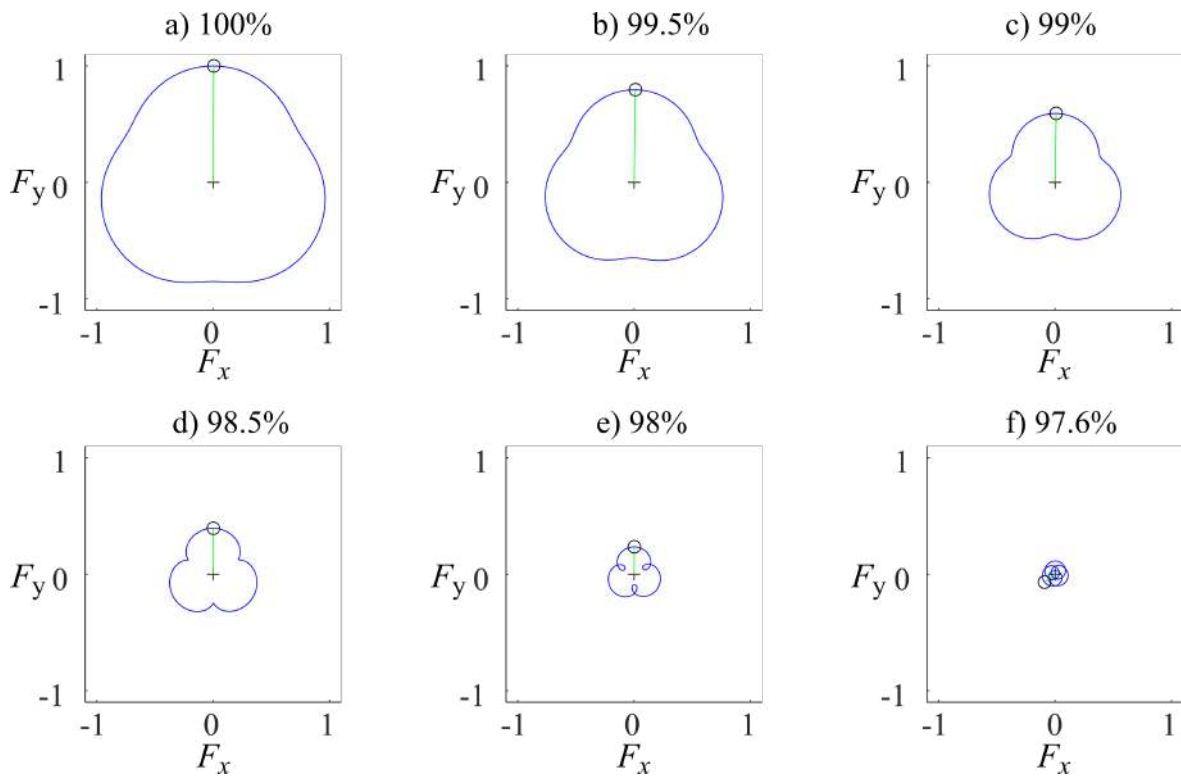 a) 100%
b) 99.5%
c) 99%
1
1
1
F_y 0
F_y 0
F_y 0
-1
-1
-1
-1 0 1
-1 0 1
-1 0 1
F_x
F_x
F_x
d) 98.5%
e) 98%
f) 97.6%
1
1
1
F_y 0
F_y 0
F_y 0
-1
-1
-1
-1 0 1
-1 0 1
-1 0 1
F_x
F_x
F_x